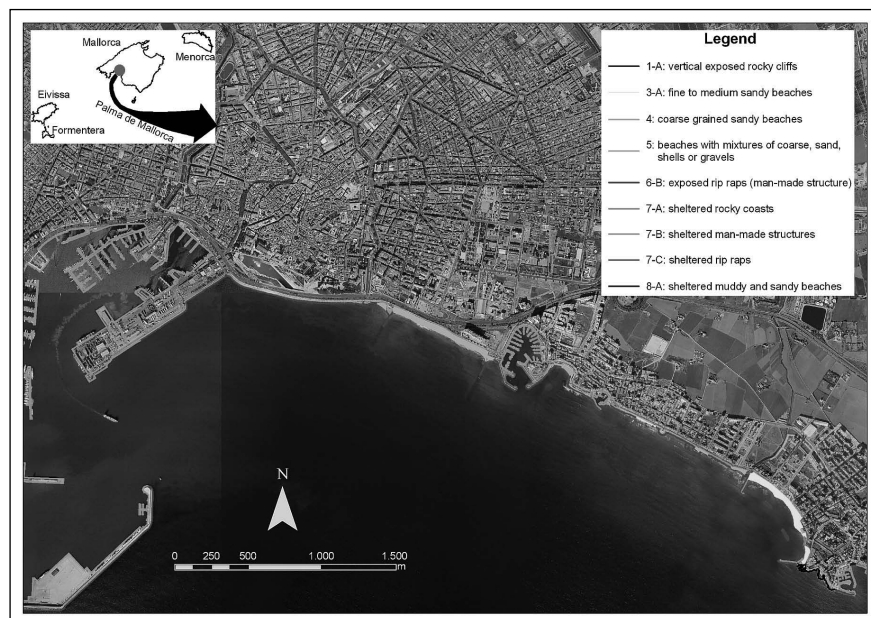 Mallorca
Menorca
Eivissa
Formentera
Palma de Mallorca
Legend
1-A: vertical exposed rocky cliffs
3-A: fine to medium sandy beaches
4: coarse grained sandy beaches
5: beaches with mixtures of coarse, sand,
shells or gravels
6-B: exposed rip raps (man-made structure)
7-A: sheltered rocky coasts
7-B: sheltered man-made structures
7-C: sheltered rip raps
8-A: sheltered muddy and sandy beaches
N
0 250 500 1.000 1.500
m